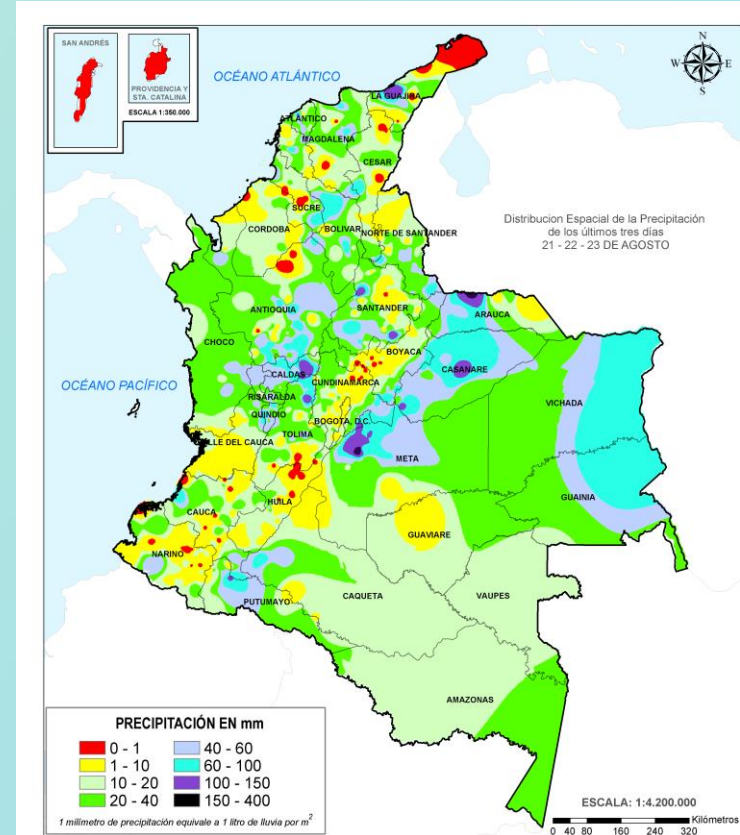 SAN ANDRÉS
PROVIDENCIA Y
STA. CATALINA
ESCALA 1:350.000
OCÉANO ATLÁNTICO
N
W E
S
LA GUAJIRA
ATLÁNTICO
MAGDALENA
CESAR
SUCRE
CORDOBA
BOLIVAR
NORTE DE SANTANDER
Distribucion Espacial de la Precipitación
de los últimos tres días
21 - 22 - 23 DE AGOSTO
ANTIOQUIA
SANTANDER
ARAUCA
CHOCO
BOYACA
OCÉANO PACÍFICO
CALDAS
CUNDINAMARCA
CASANARE
RISARALDA
VICHADA
QUINDIO
BOGOTA, D.C.
TOLIMA
VALLE DEL CAUCA
META
GUAINIA
HUILA
CAUCA
GUAVIARE
NARIÑO
PUTUMAYO
CAQUETA
VAUPES
AMAZONAS
PRECIPITACIÓN EN mm
0 - 1 40 - 60
1 - 10 60 - 100
10 - 20 100 - 150
20 - 40 150 - 400
1 milímetro de precipitación equivale a 1 litro de lluvia por m²
ESCALA: 1:4.200.000
Kilómetros
0 40 80 160 240 320